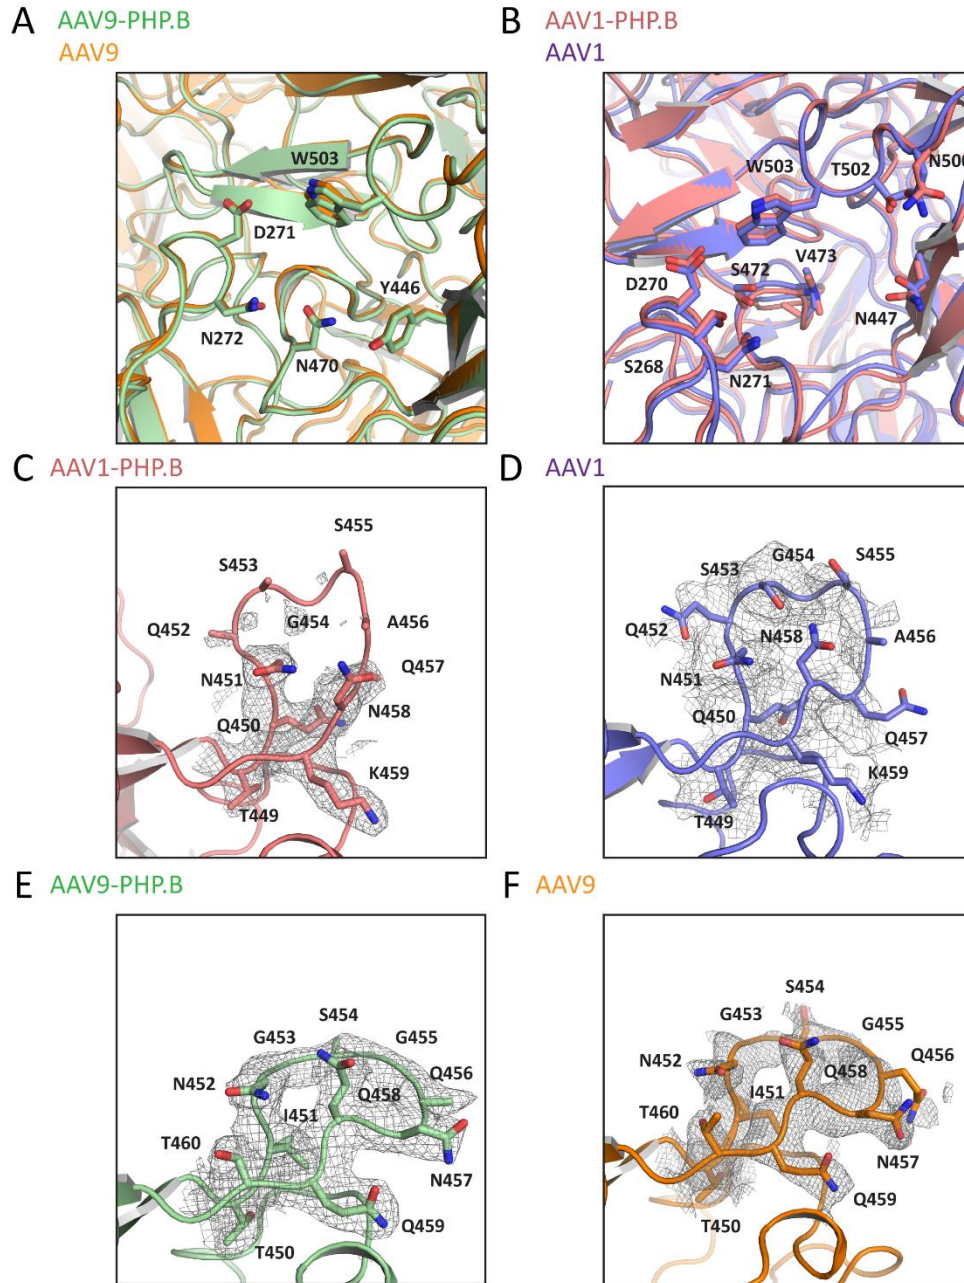 A AAV9-PHP.B
AAV9
W503
D271
Y446
N272
N470
B AAV1-PHP.B
AAV1
W503
T502
N500
S472
V473
D270
N447
S268
N271
C AAV1-PHP.B
S455
S453
G454
A456
Q452
N451
Q457
Q450
N458
K459
T449
D AAV1
G454
S455
S453
Q452
N458
A456
N451
Q450
Q457
K459
T449
E AAV9-PHP.B
S454
G453
G455
N452
Q456
I451
Q458
T460
N457
Q459
T450
F AAV9
S454
G453
G455
N452
Q456
Q458
I451
T460
N457
Q459
T450